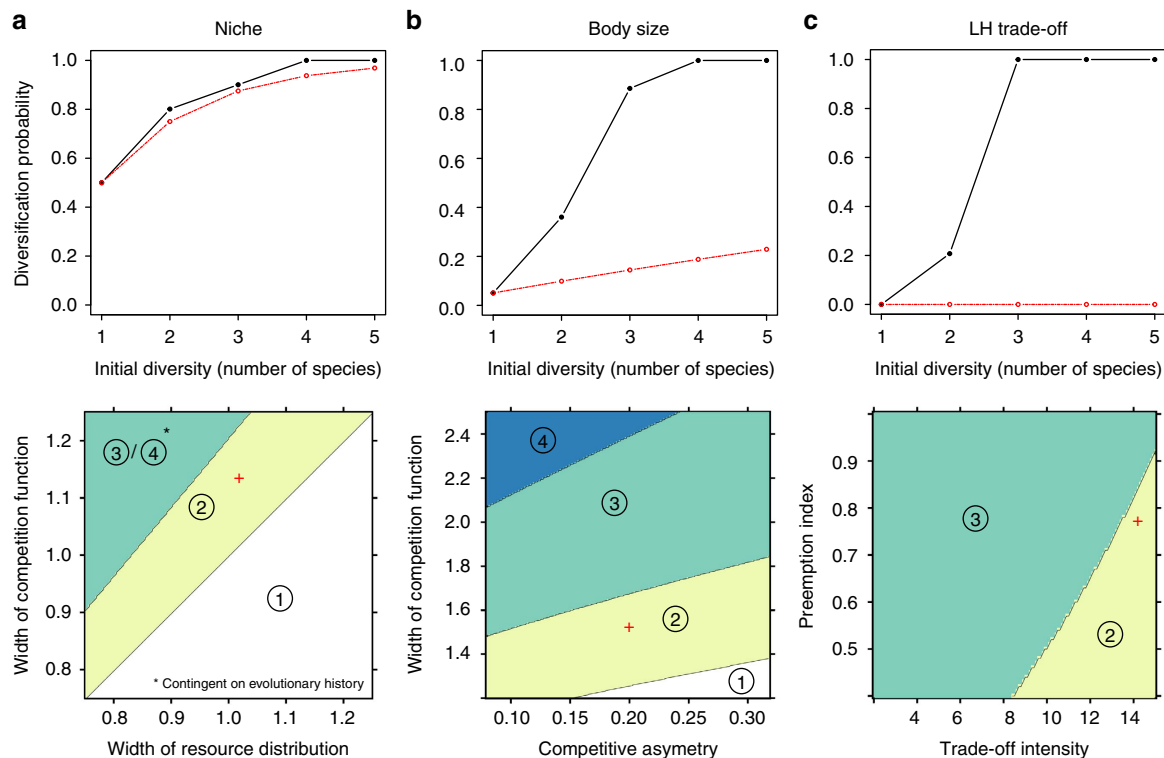 a
Niche
Diversification probability
1.0
0.8
0.6
0.4
0.2
0.0
1 2 3 4 5
Initial diversity (number of species)
b
Body size
1.0
0.8
0.6
0.4
0.2
0.0
1 2 3 4 5
Initial diversity (number of species)
c
LH trade-off
1.0
0.8
0.6
0.4
0.2
0.0
1 2 3 4 5
Initial diversity (number of species)
Width of competition function
1.2
1.1
1.0
0.9
0.8
3 / 4 *
2
1
* Contingent on evolutionary history
0.8 0.9 1.0 1.1 1.2
Width of resource distribution
Width of competition function
2.4
2.2
2.0
1.8
1.6
1.4
4
3
2
1
0.10 0.15 0.20 0.25 0.30
Competitive asymetry
Preemption index
0.9
0.8
0.7
0.6
0.5
3
2
4 6 8 10 12 14
Trade-off intensity